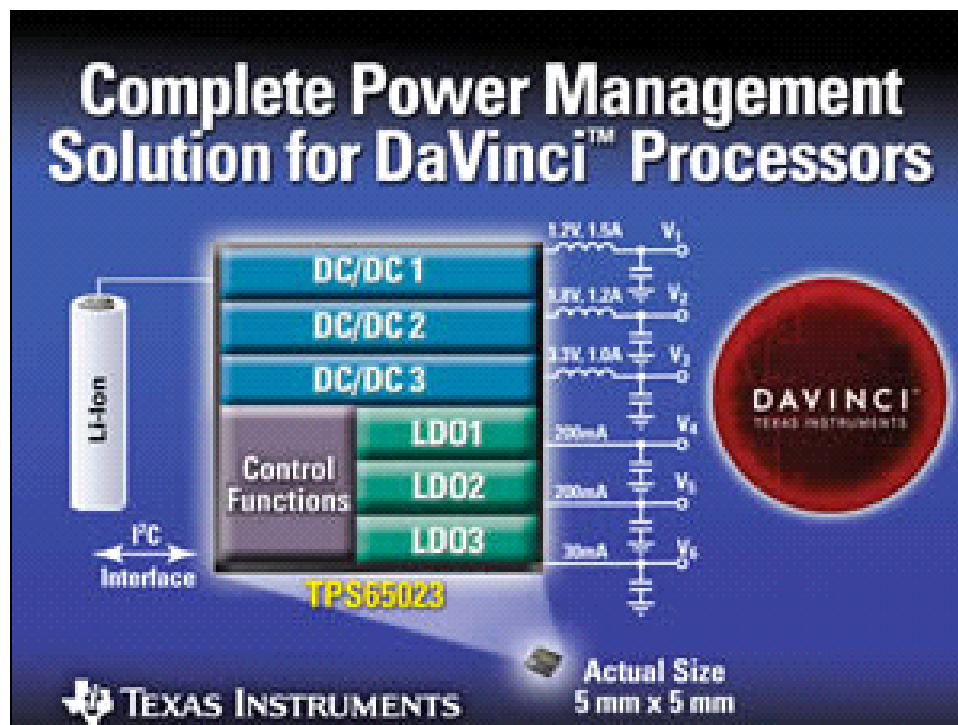 Complete Power Management
Solution for DaVinci™ Processors
1.2V, 1.5A
V1
DC/DC 1
1.8V, 1.2A
V2
DC/DC 2
3.3V, 1.0A
V3
DC/DC 3
Li-Ion
DAVINCI
TEXAS INSTRUMENTS
LDO1
200mA
V4
Control
Functions
LDO2
200mA
V5
LDO3
30mA
V6
I²C
Interface
TPS65023
Actual Size
5 mm x 5 mm
TEXAS INSTRUMENTS